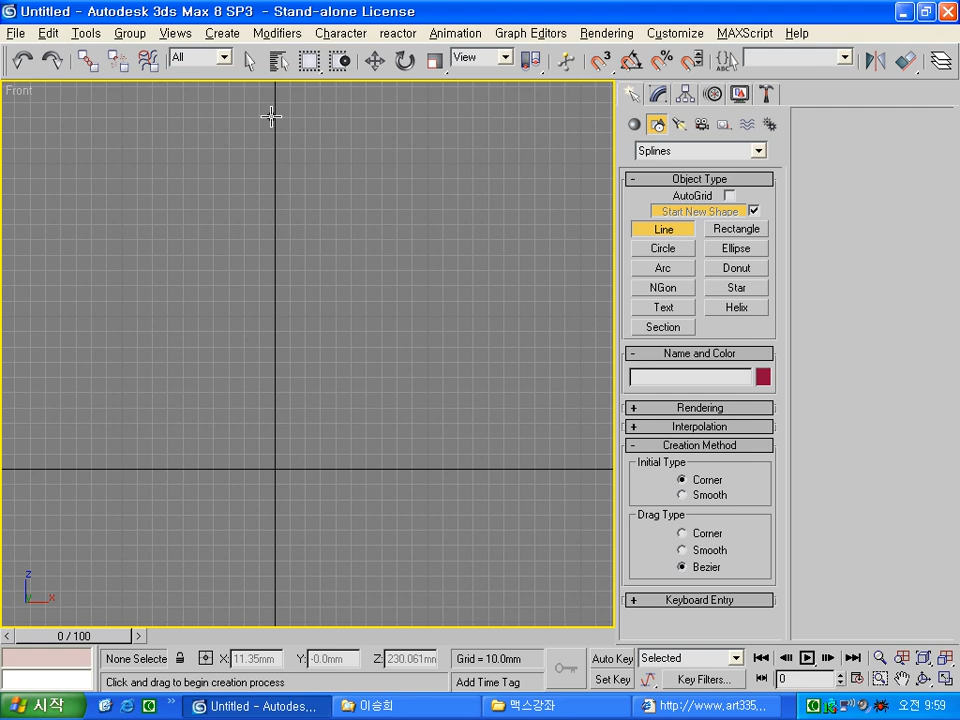 Untitled - Autodesk 3ds Max 8 SP3 - Stand-alone License
File Edit Tools Group Views Create Modifiers Character reactor Animation Graph Editors Rendering Customize MAXScript Help
All View
Front
Splines
- Object Type
AutoGrid
Start New Shape
Line Rectangle
Circle Ellipse
Arc Donut
NGon Star
Text Helix
Section
- Name and Color
+ Rendering
+ Interpolation
- Creation Method
Initial Type
Corner
Smooth
Drag Type
Corner
Smooth
Bezier
+ Keyboard Entry
z
x
< 0 / 100 >
None Selecte X: 11.35mm Y: -0.0mm Z: 230.061mm Grid = 10.0mm Auto Key Selected
Click and drag to begin creation process Add Time Tag Set Key Key Filters... 0
시작 Untitled - Autodes... 이승희 맥스강좌 http://www.art335... 오전 9:59